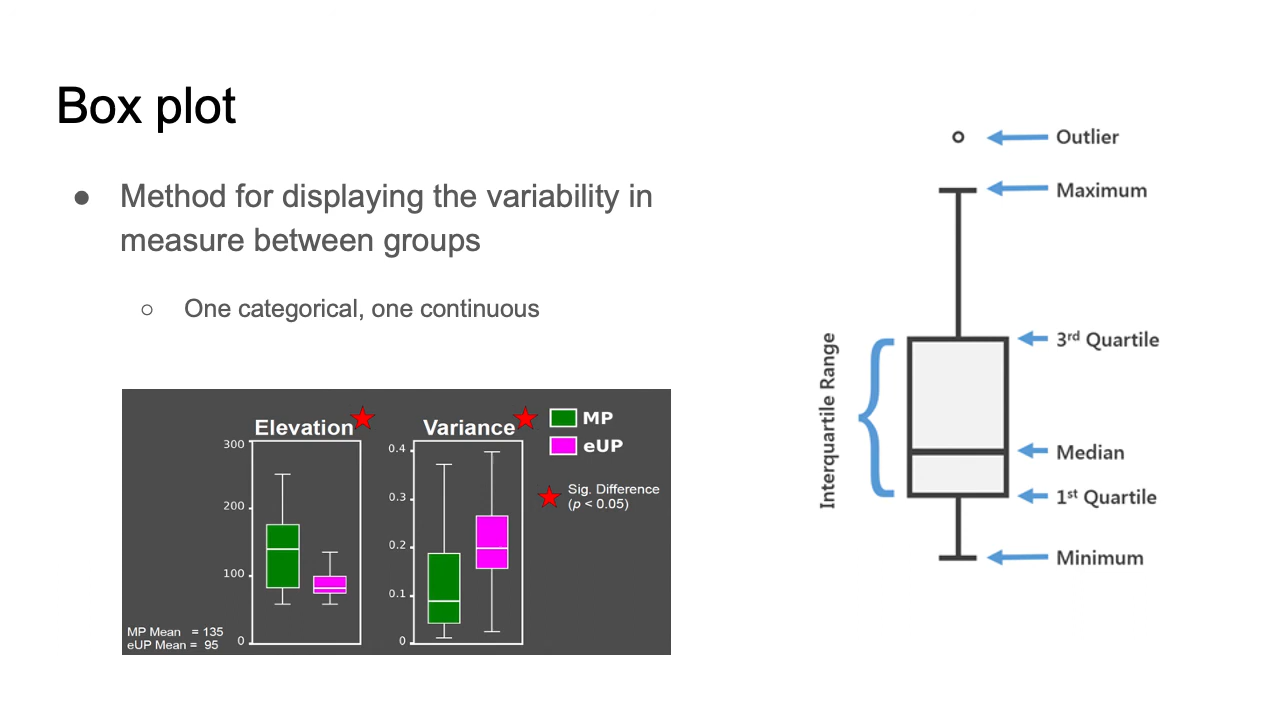 Box plot
● Method for displaying the variability in
measure between groups
○ One categorical, one continuous
Elevation
300
200
100
0
MP Mean = 135
eUP Mean = 95
Variance
0.4
0.3
0.2
0.1
0
MP
eUP
Sig. Difference
(p < 0.05)
Outlier
Maximum
3rd Quartile
Interquartile Range
Median
1st Quartile
Minimum